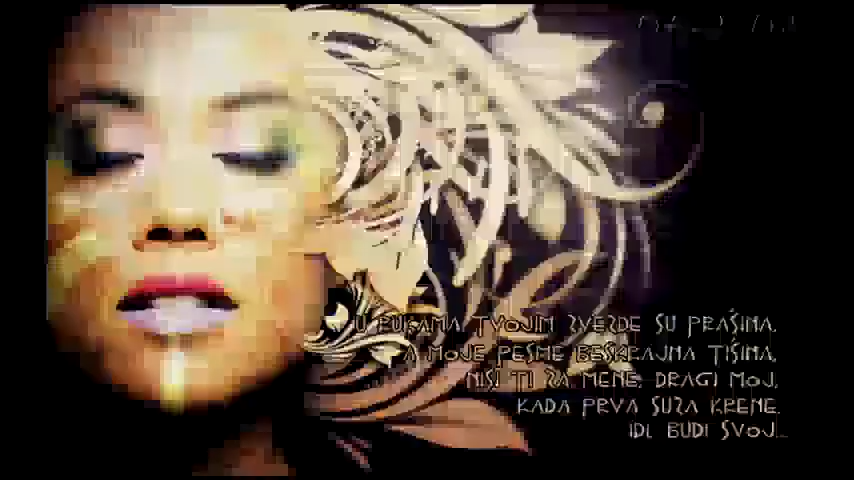 U RUKAMA TVOJIM ZVEZDE SU PRAŠINA,
A MOJE PESME BESKRAJNA TIŠINA,
NISI TI ZA MENE, DRAGI MOJ,
KADA PRVA SUZA KRENE,
IDI, BUDI SVOJ...